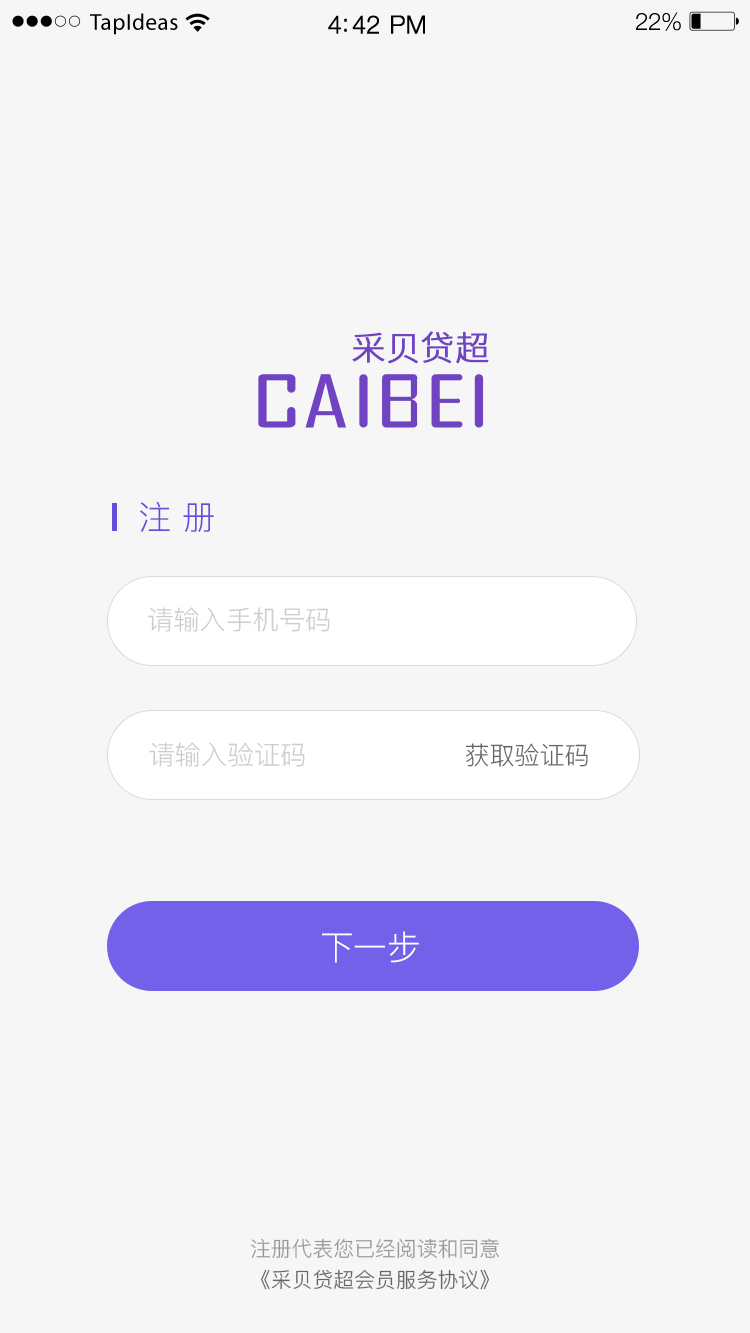 TapIdeas 4:42 PM 22%
采贝贷超
CAIBEI
注册
请输入手机号码
请输入验证码 获取验证码
下一步
注册代表您已经阅读和同意
《采贝贷超会员服务协议》